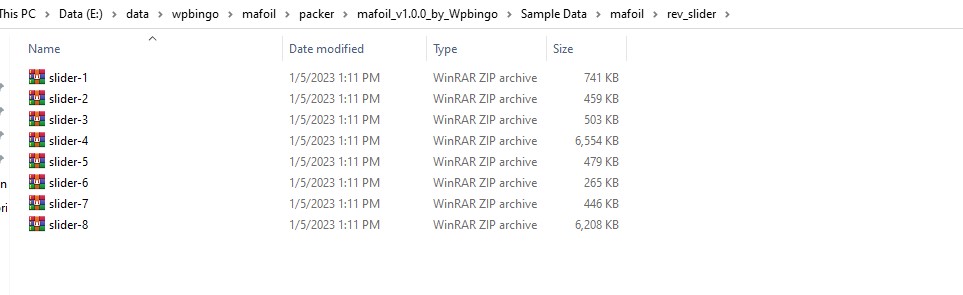 This PC > Data (E:) > data > wpbingo > mafoil > packer > mafoil_v1.0.0_by_Wpbingo > Sample Data > mafoil > rev_slider >
Name Date modified Type Size
slider-1 1/5/2023 1:11 PM WinRAR ZIP archive 741 KB
slider-2 1/5/2023 1:11 PM WinRAR ZIP archive 459 KB
slider-3 1/5/2023 1:11 PM WinRAR ZIP archive 503 KB
slider-4 1/5/2023 1:11 PM WinRAR ZIP archive 6,554 KB
slider-5 1/5/2023 1:11 PM WinRAR ZIP archive 479 KB
slider-6 1/5/2023 1:11 PM WinRAR ZIP archive 265 KB
slider-7 1/5/2023 1:11 PM WinRAR ZIP archive 446 KB
slider-8 1/5/2023 1:11 PM WinRAR ZIP archive 6,208 KB